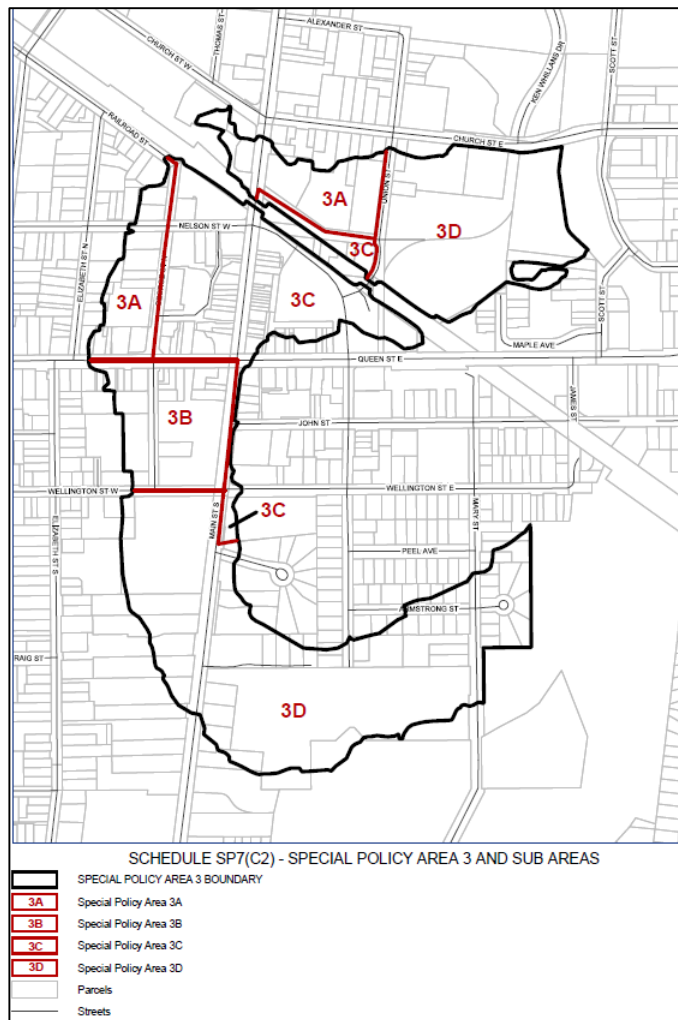 ALEXANDER ST
THOMAS ST
CHURCH ST W
KEN WHILLANS DR
SCOTT ST
RAILROAD ST
CHURCH ST E
UNION ST
3A
NELSON ST W
3D
3C
ELIZABETH ST N
3A
3C
SCOTT ST
MAPLE AVE
QUEEN ST E
3B
JAMES ST
JOHN ST
WELLINGTON ST W
WELLINGTON ST E
3C
MAIN ST S
MARY ST
ELIZABETH ST S
PEEL AVE
ARMSTRONG ST
RAIG ST
3D
SCHEDULE SP7(C2) - SPECIAL POLICY AREA 3 AND SUB AREAS
SPECIAL POLICY AREA 3 BOUNDARY
3A Special Policy Area 3A
3B Special Policy Area 3B
3C Special Policy Area 3C
3D Special Policy Area 3D
Parcels
Streets